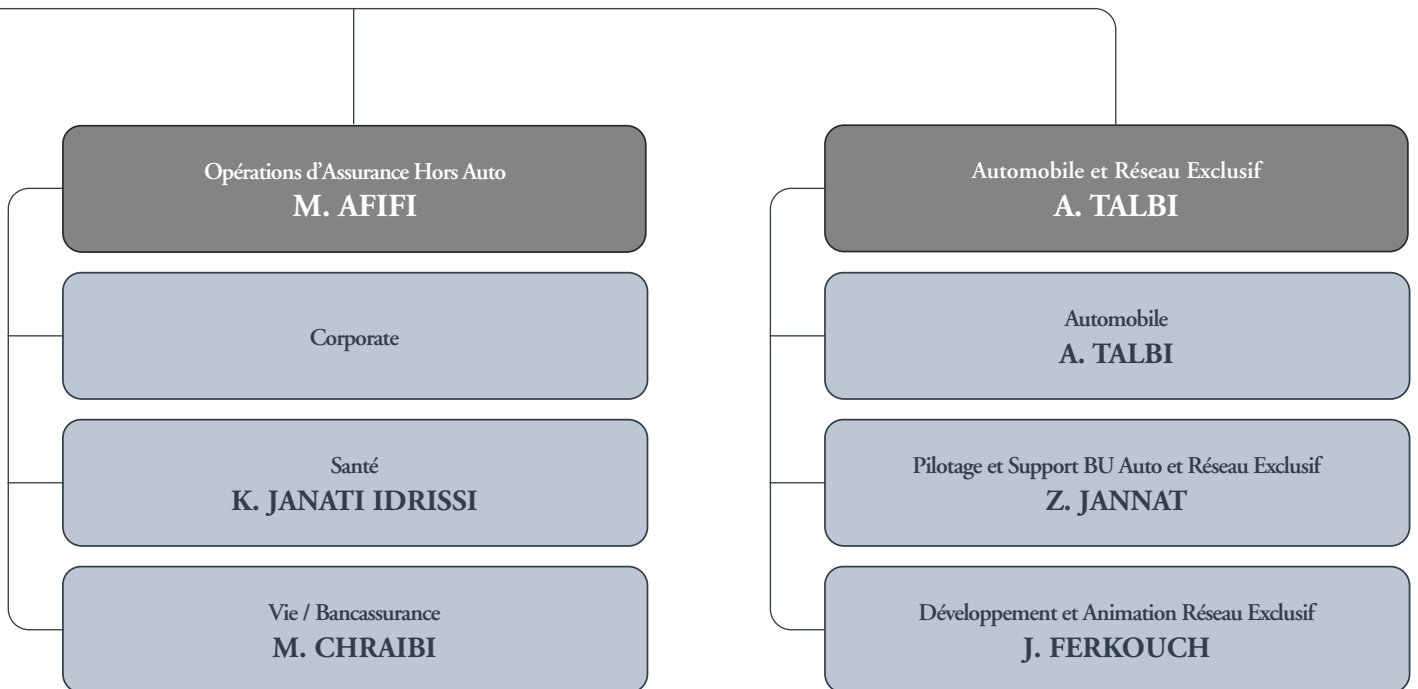 Opérations d’Assurance Hors Auto
M. AFIFI
Corporate
Santé
K. JANATI IDRISSI
Vie / Bancassurance
M. CHRAIBI
Automobile et Réseau Exclusif
A. TALBI
Automobile
A. TALBI
Pilotage et Support BU Auto et Réseau Exclusif
Z. JANNAT
Développement et Animation Réseau Exclusif
J. FERKOUCH